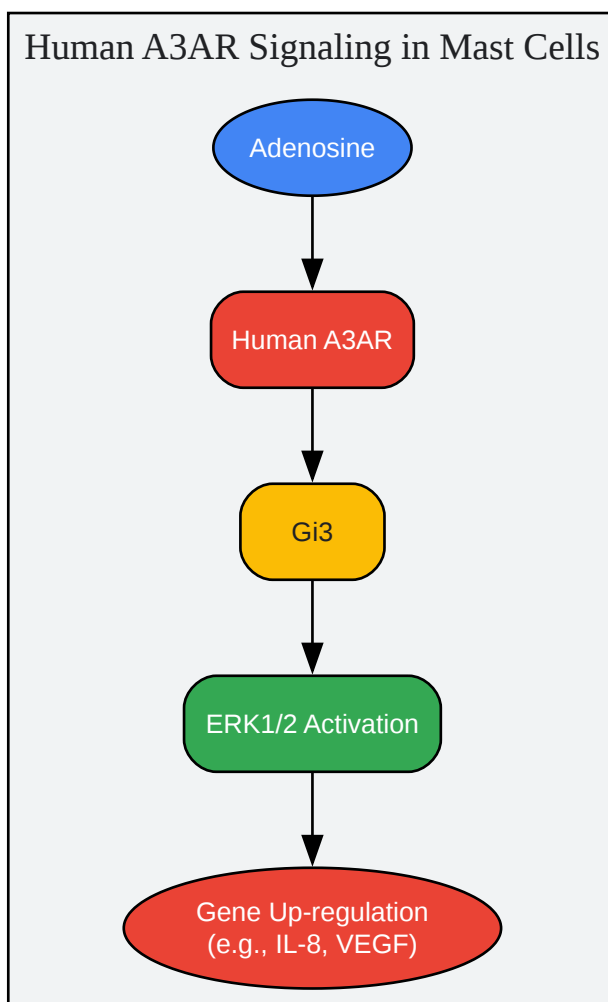 Human A3AR Signaling in Mast Cells
Adenosine
Human A3AR
Gi3
ERK1/2 Activation
Gene Up-regulation
(e.g., IL-8, VEGF)